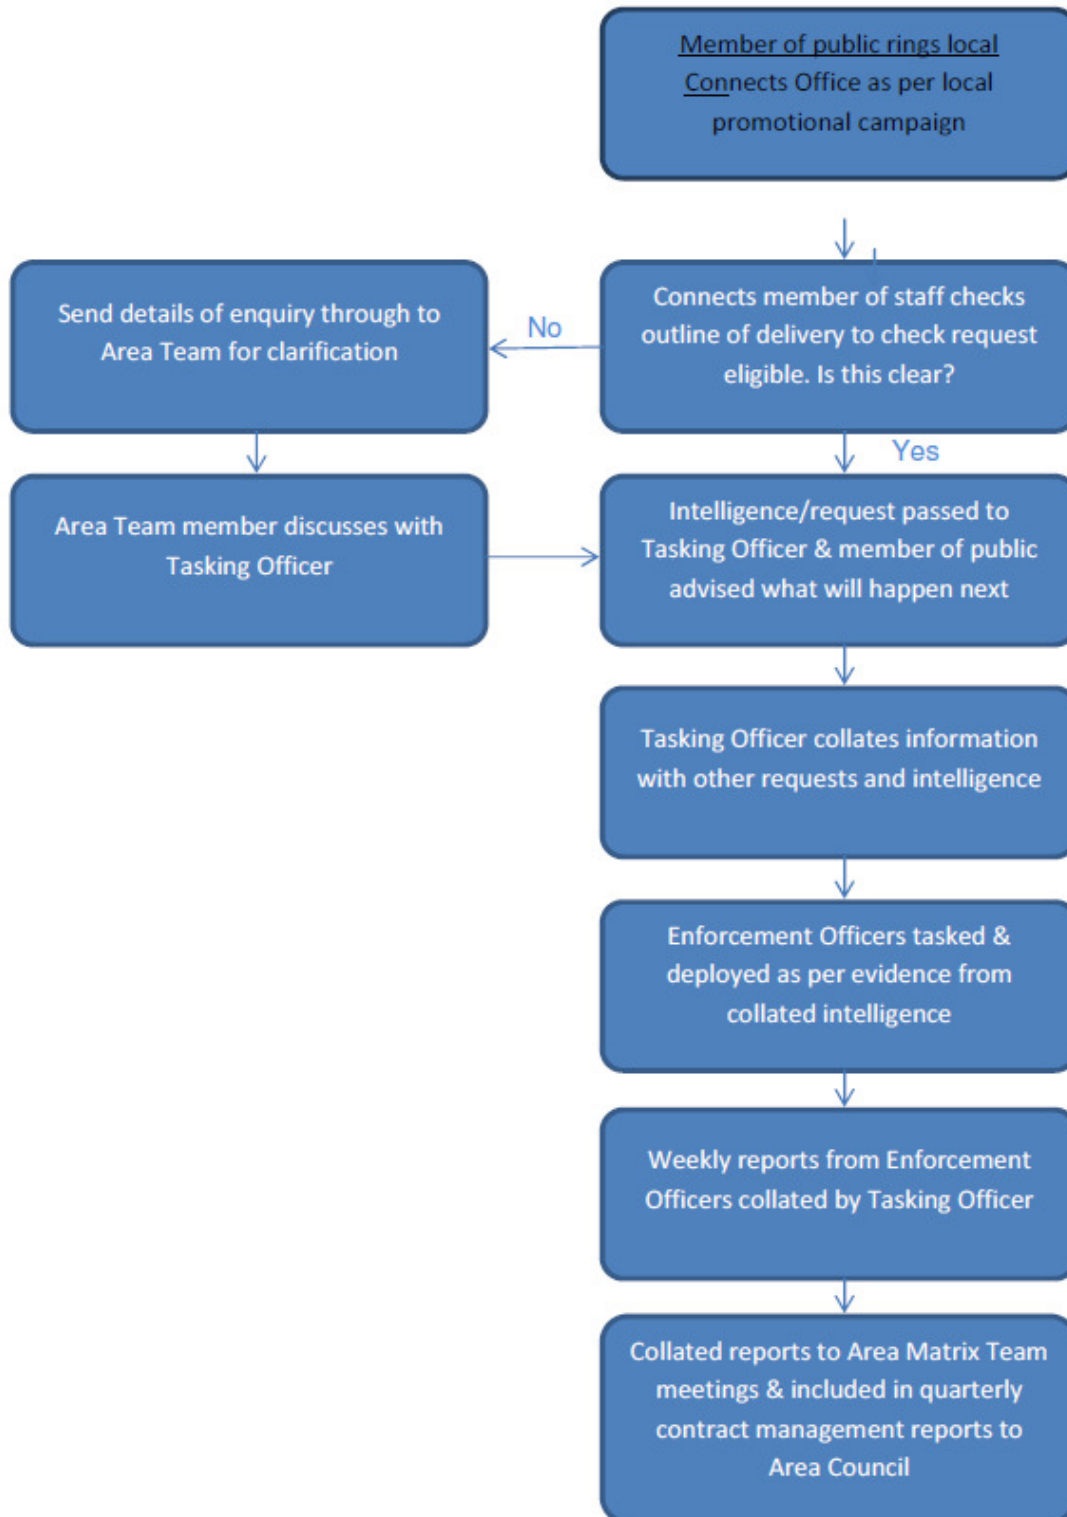 Member of public rings local
Connects Office as per local
promotional campaign
Send details of enquiry through to
Area Team for clarification
No
Connects member of staff checks
outline of delivery to check request
eligible. Is this clear?
Yes
Area Team member discusses with
Tasking Officer
Intelligence/request passed to
Tasking Officer & member of public
advised what will happen next
Tasking Officer collates information
with other requests and intelligence
Enforcement Officers tasked &
deployed as per evidence from
collated intelligence
Weekly reports from Enforcement
Officers collated by Tasking Officer
Collated reports to Area Matrix Team
meetings & included in quarterly
contract management reports to
Area Council